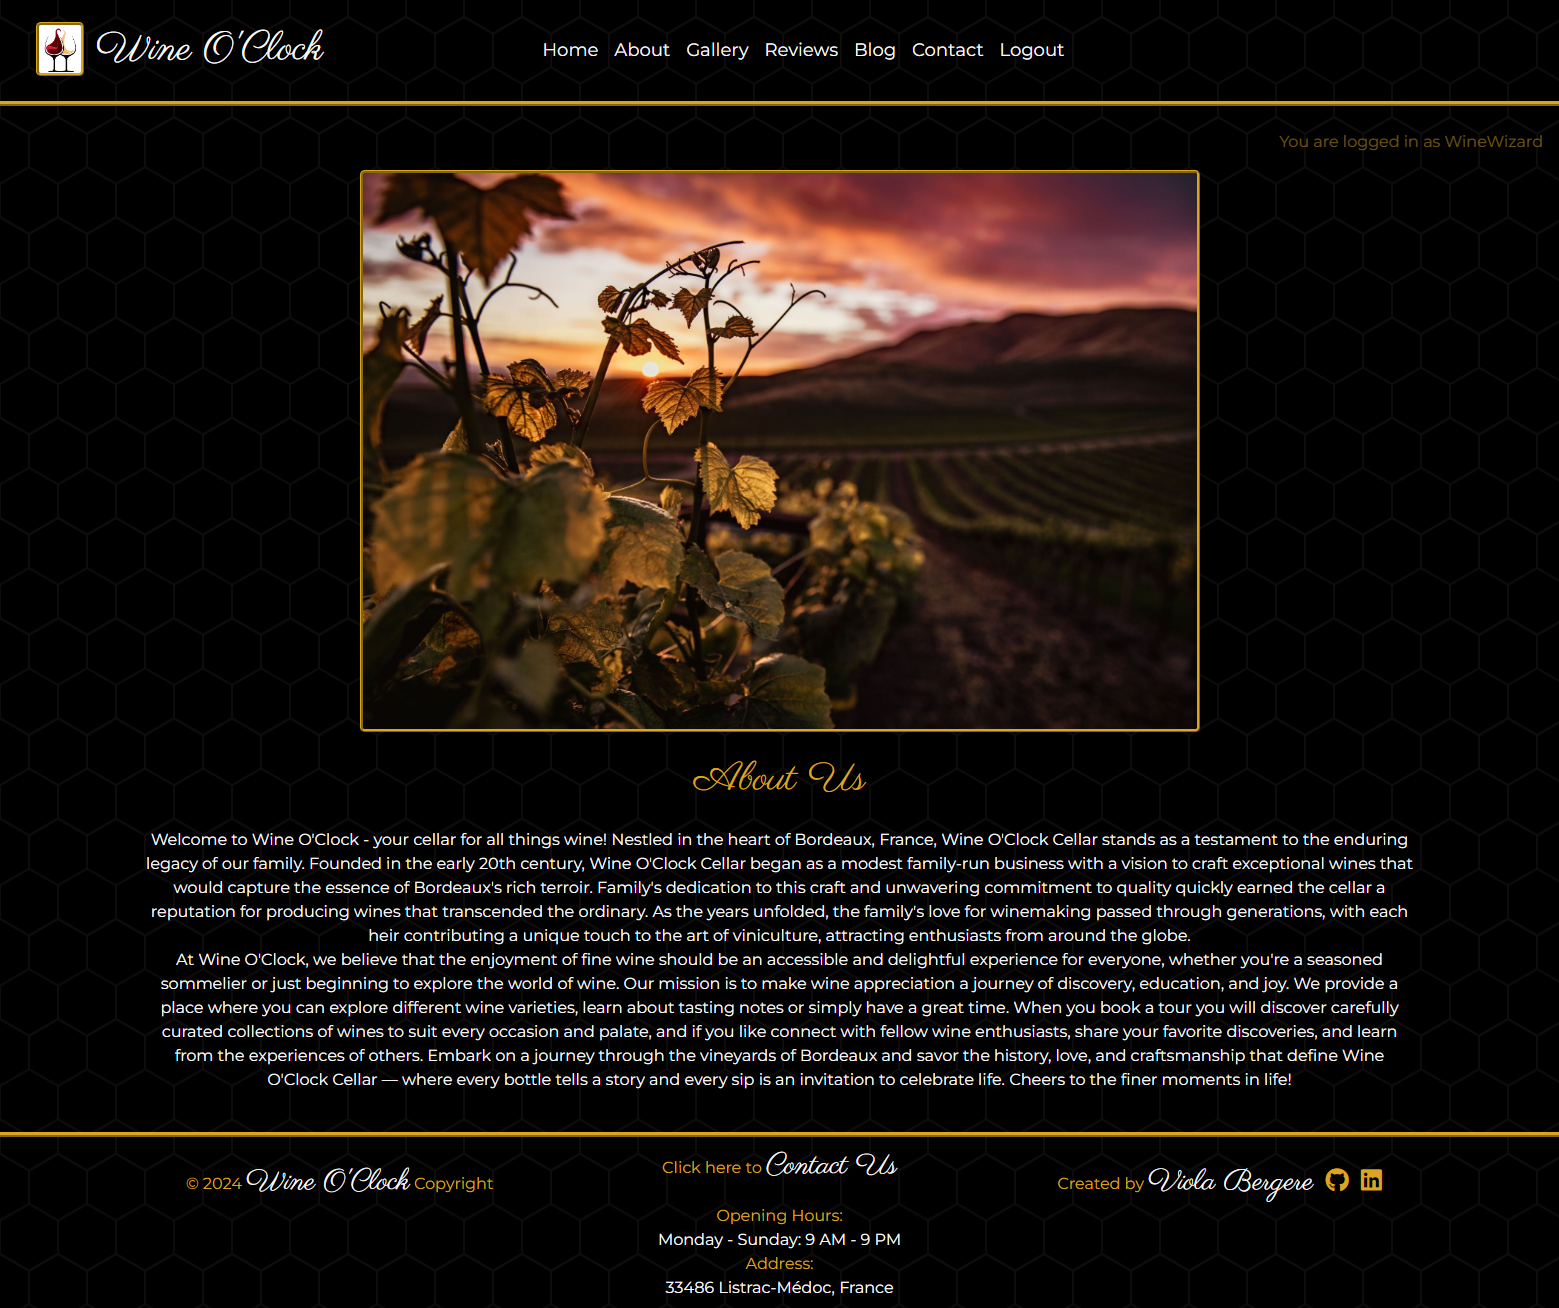 Wine O'Clock
Home About Gallery Reviews Blog Contact Logout
You are logged in as WineWizard
About Us
Welcome to Wine O'Clock - your cellar for all things wine! Nestled in the heart of Bordeaux, France, Wine O'Clock Cellar stands as a testament to the enduring
legacy of our family. Founded in the early 20th century, Wine O'Clock Cellar began as a modest family-run business with a vision to craft exceptional wines that
would capture the essence of Bordeaux's rich terroir. Family's dedication to this craft and unwavering commitment to quality quickly earned the cellar a
reputation for producing wines that transcended the ordinary. As the years unfolded, the family's love for winemaking passed through generations, with each
heir contributing a unique touch to the art of viniculture, attracting enthusiasts from around the globe.
At Wine O'Clock, we believe that the enjoyment of fine wine should be an accessible and delightful experience for everyone, whether you're a seasoned
sommelier or just beginning to explore the world of wine. Our mission is to make wine appreciation a journey of discovery, education, and joy. We provide a
place where you can explore different wine varieties, learn about tasting notes or simply have a great time. When you book a tour you will discover carefully
curated collections of wines to suit every occasion and palate, and if you like connect with fellow wine enthusiasts, share your favorite discoveries, and learn
from the experiences of others. Embark on a journey through the vineyards of Bordeaux and savor the history, love, and craftsmanship that define Wine
O'Clock Cellar — where every bottle tells a story and every sip is an invitation to celebrate life. Cheers to the finer moments in life!
© 2024 Wine O'Clock Copyright
Click here to Contact Us
Opening Hours:
Monday - Sunday: 9 AM - 9 PM
Address:
33486 Listrac-Médoc, France
Created by Viola Bergere